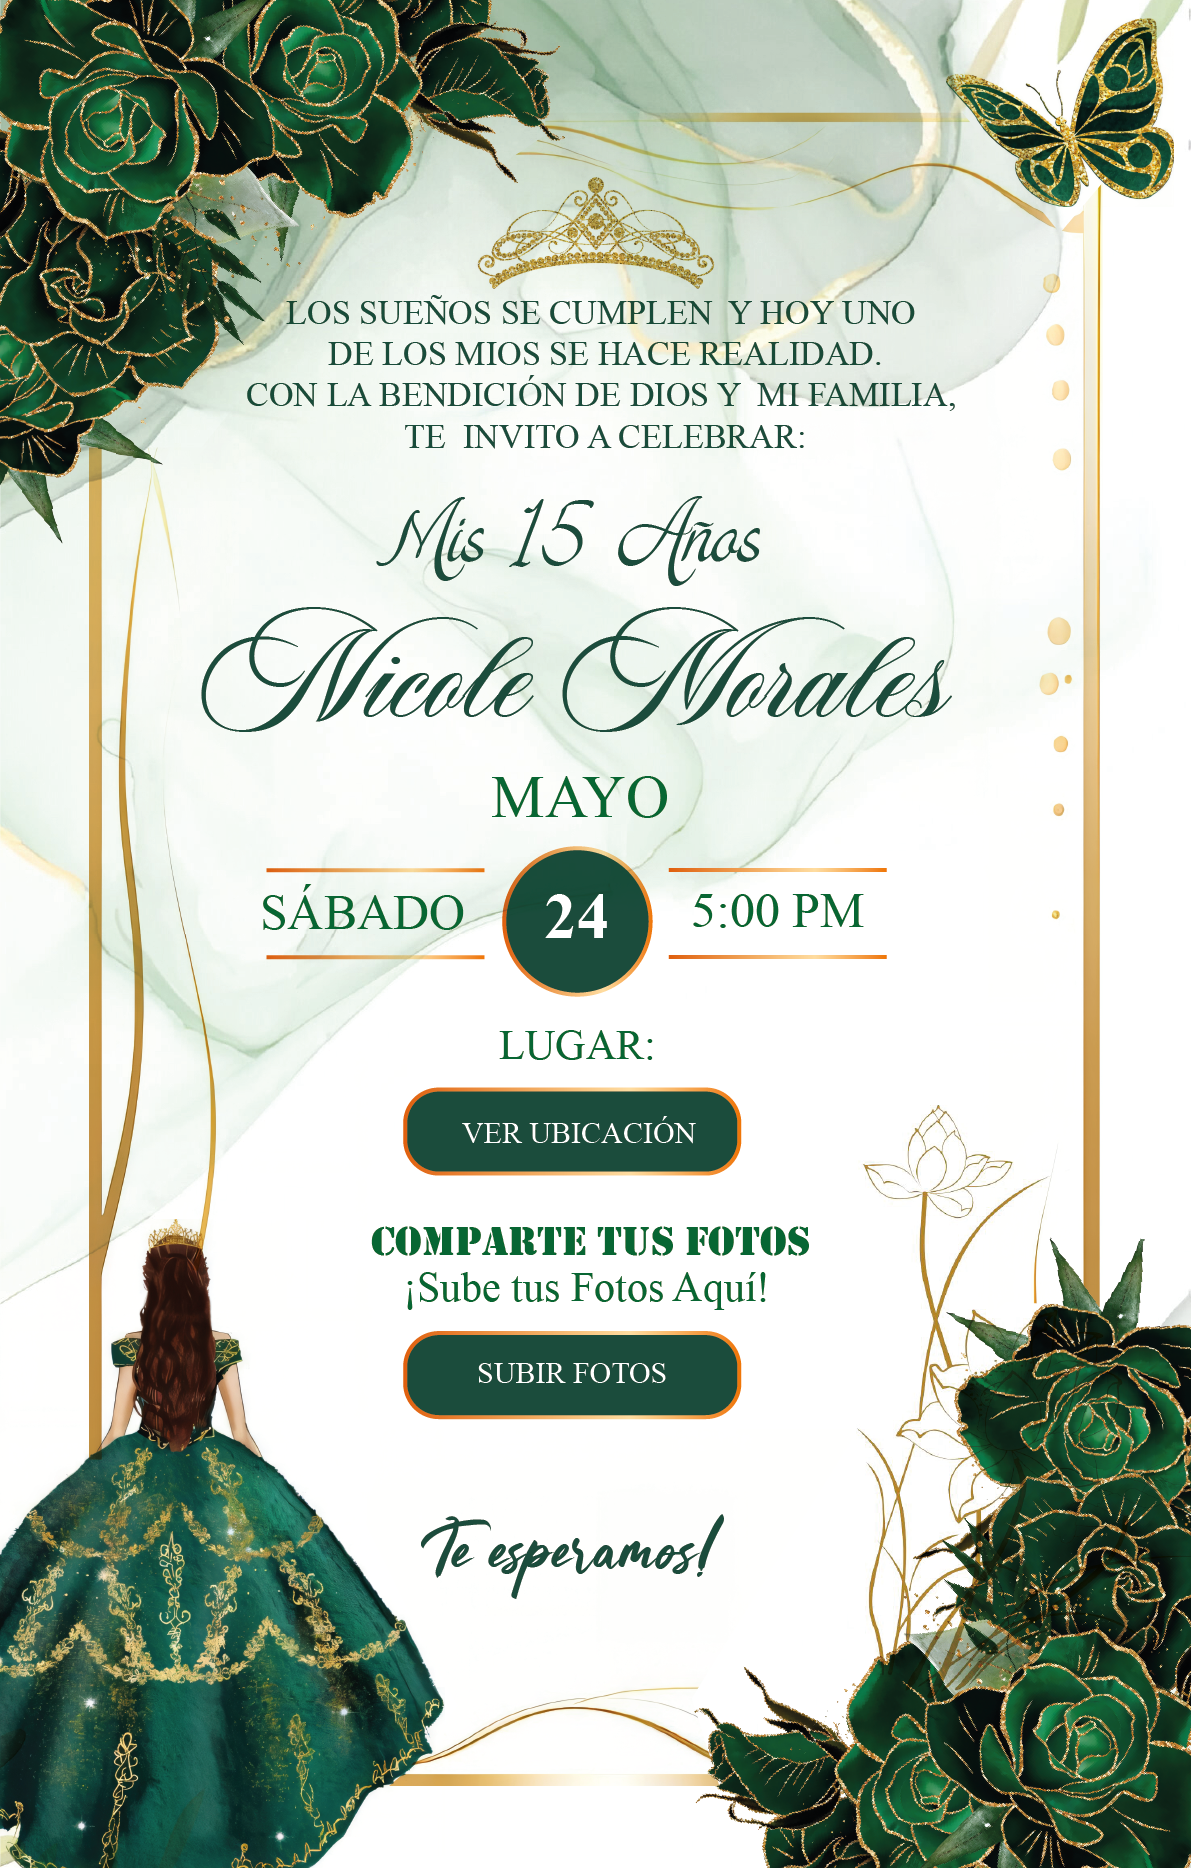 LOS SUEÑOS SE CUMPLEN Y HOY UNO
DE LOS MIOS SE HACE REALIDAD.
CON LA BENDICIÓN DE DIOS Y MI FAMILIA,
TE INVITO A CELEBRAR:
Mis 15 Años
Nicole Morales
MAYO
SÁBADO 24 5:00 PM
LUGAR:
VER UBICACIÓN
COMPARTE TUS FOTOS
¡Sube tus Fotos Aquí!
SUBIR FOTOS
Te esperamos!